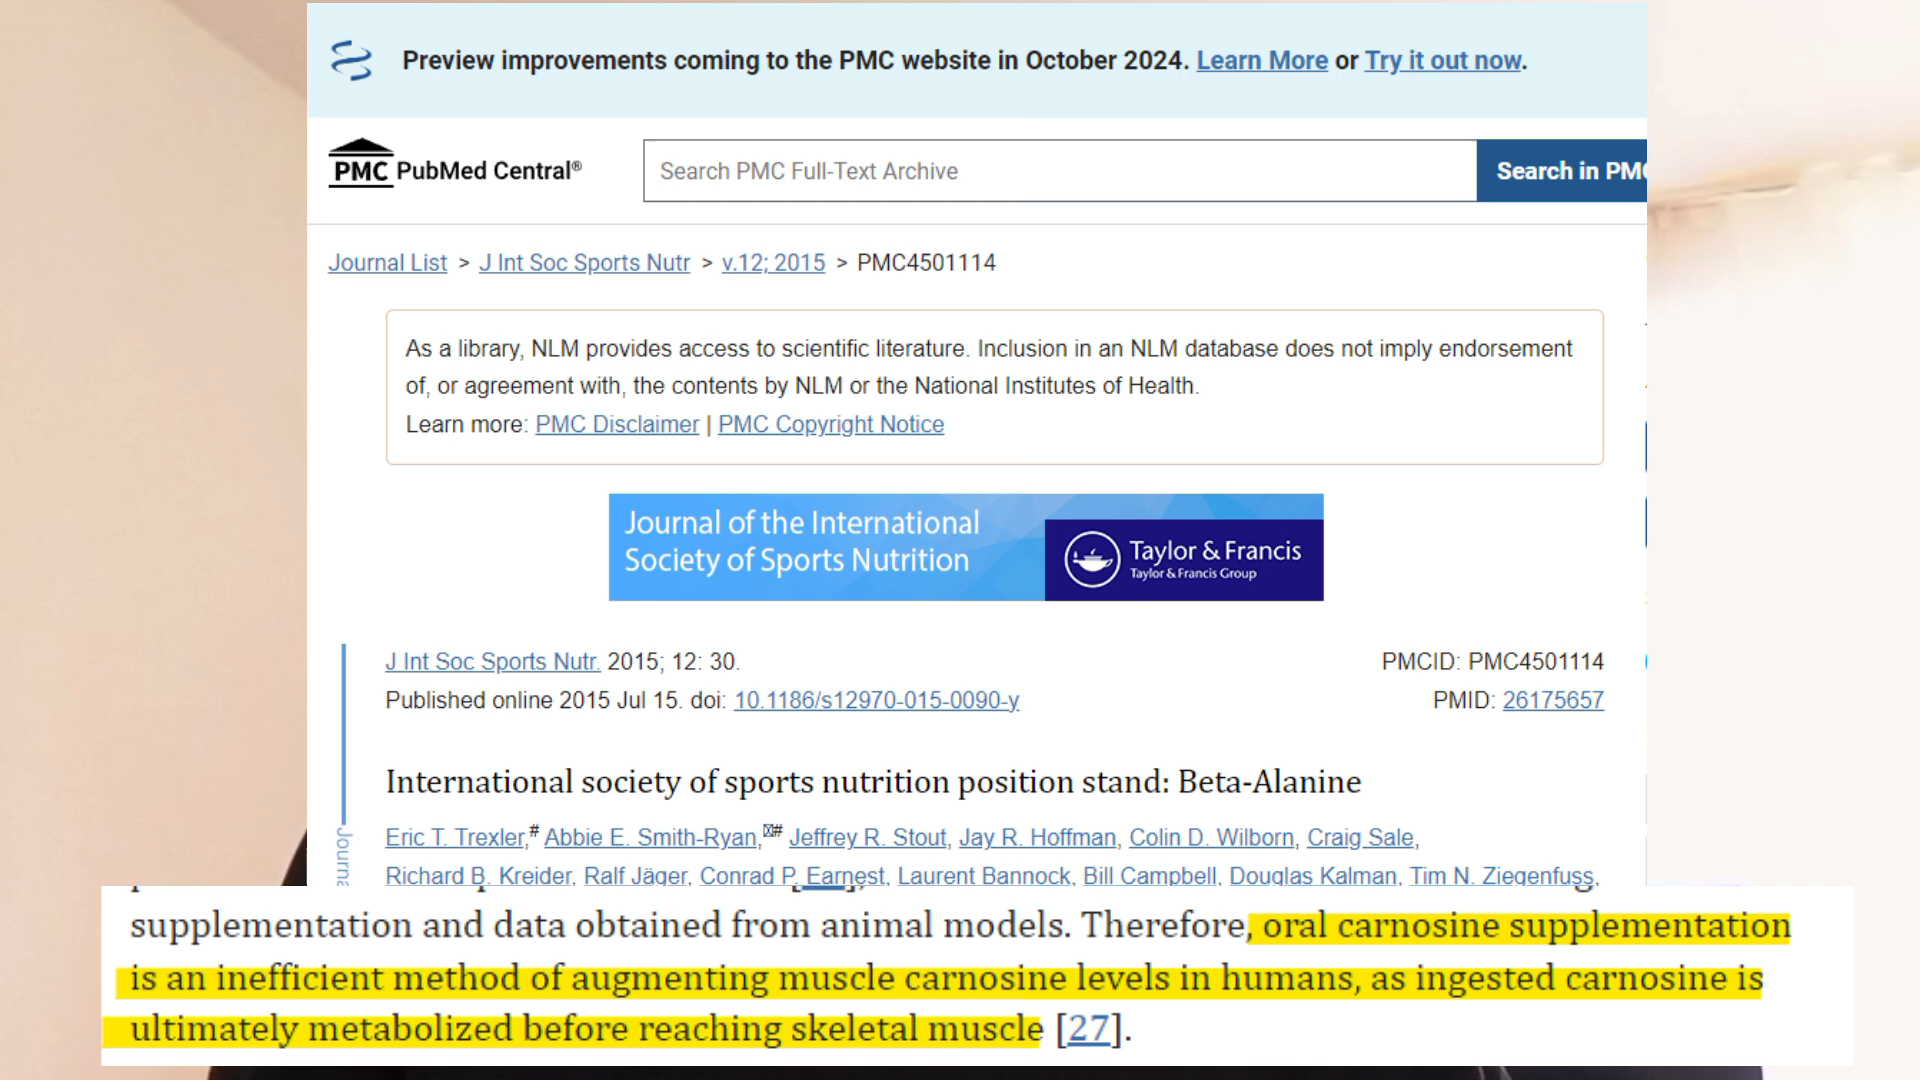 Preview improvements coming to the PMC website in October 2024. Learn More or Try it out now.
PMC PubMed Central®
Search PMC Full-Text Archive
Search in PMC
Journal List > J Int Soc Sports Nutr > v.12; 2015 > PMC4501114
As a library, NLM provides access to scientific literature. Inclusion in an NLM database does not imply endorsement
of, or agreement with, the contents by NLM or the National Institutes of Health.
Learn more: PMC Disclaimer | PMC Copyright Notice
Journal of the International
Society of Sports Nutrition
Taylor & Francis
Taylor & Francis Group
J Int Soc Sports Nutr. 2015; 12: 30.
PMCID: PMC4501114
Published online 2015 Jul 15. doi: 10.1186/s12970-015-0090-y
PMID: 26175657
International society of sports nutrition position stand: Beta-Alanine
Eric T. Trexler,# Abbie E. Smith-Ryan,# Jeffrey R. Stout, Jay R. Hoffman, Colin D. Wilborn, Craig Sale,
Richard B. Kreider, Ralf Jäger, Conrad P. Earnest, Laurent Bannock, Bill Campbell, Douglas Kalman, Tim N. Ziegenfuss,
Journa
supplementation and data obtained from animal models. Therefore, oral carnosine supplementation
is an inefficient method of augmenting muscle carnosine levels in humans, as ingested carnosine is
ultimately metabolized before reaching skeletal muscle [27].